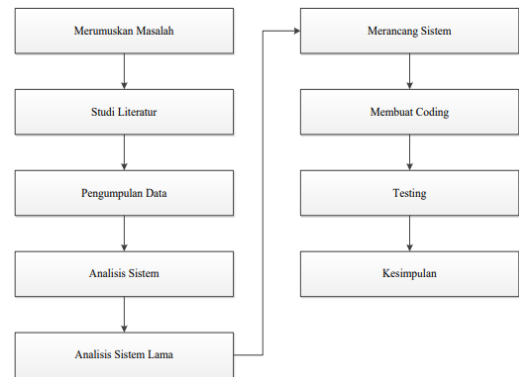 Merumuskan Masalah
Studi Literatur
Pengumpulan Data
Analisis Sistem
Analisis Sistem Lama
Merancang Sistem
Membuat Coding
Testing
Kesimpulan